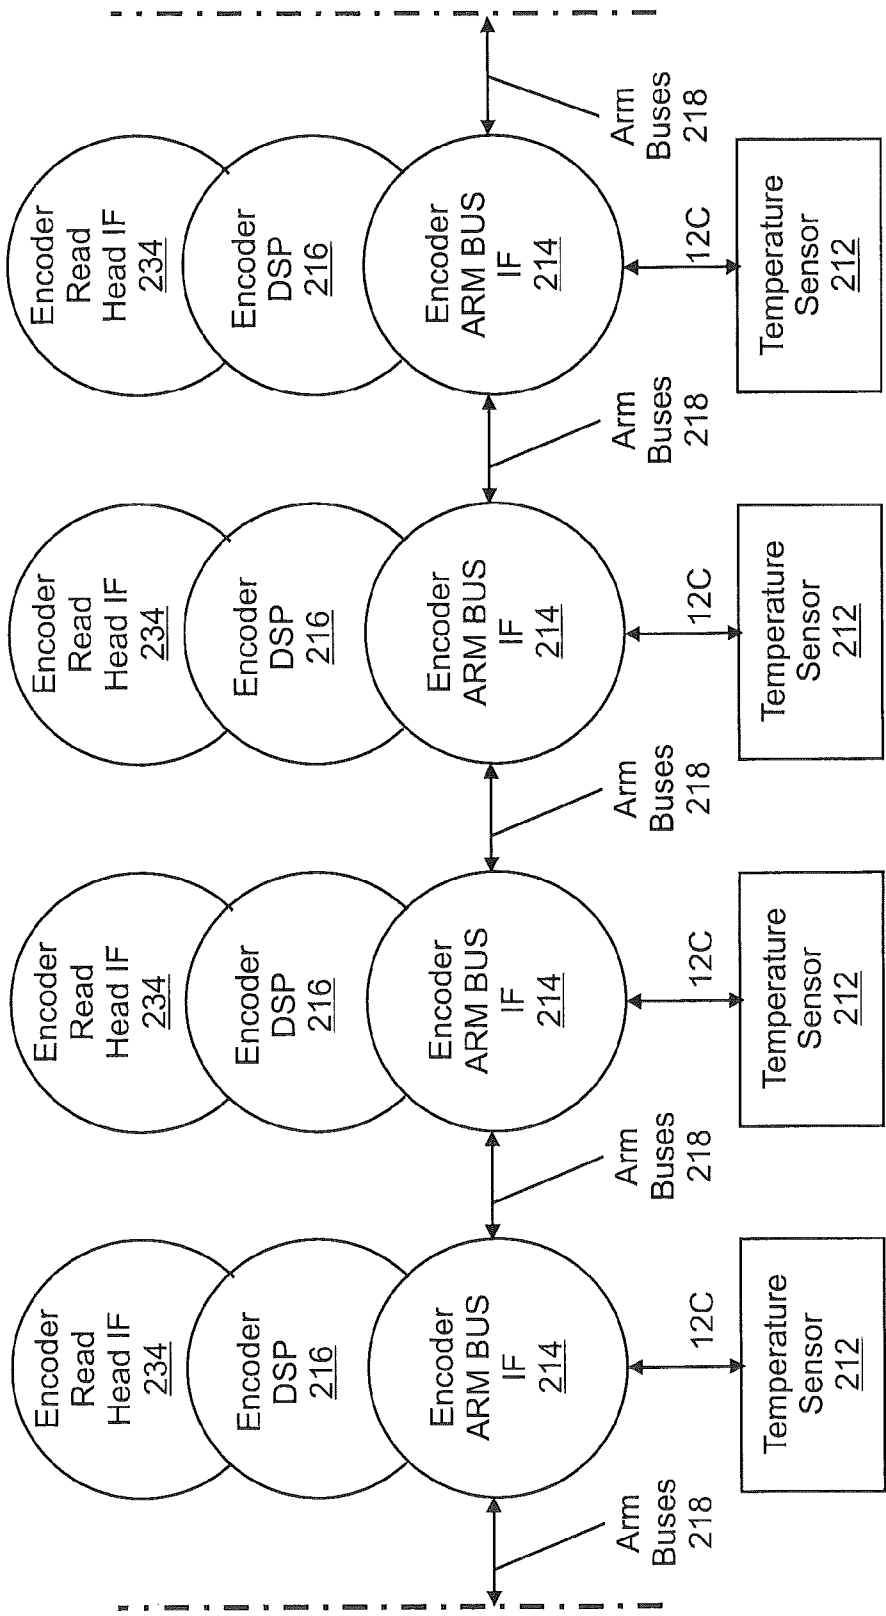 Encoder
Read
Head IF
234
Encoder
DSP
216
Encoder
ARM BUS
IF
214
12C
Temperature
Sensor
212
Arm
Buses
218
Encoder
Read
Head IF
234
Encoder
DSP
216
Encoder
ARM BUS
IF
214
12C
Temperature
Sensor
212
Arm
Buses
218
Encoder
Read
Head IF
234
Encoder
DSP
216
Encoder
ARM BUS
IF
214
12C
Temperature
Sensor
212
Arm
Buses
218
Encoder
Read
Head IF
234
Encoder
DSP
216
Encoder
ARM BUS
IF
214
12C
Temperature
Sensor
212
Arm
Buses
218
Arm
Buses
218